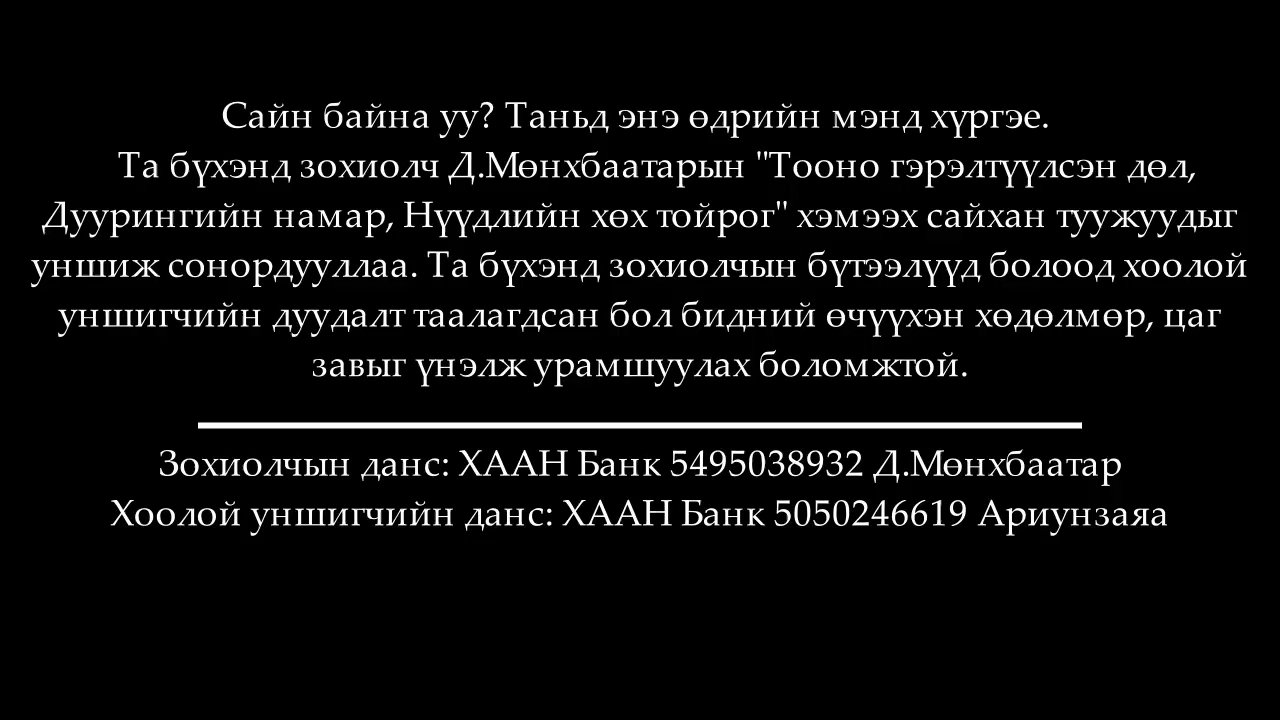 Сайн байна уу? Таньд энэ өдрийн мэнд хүргэе.
Та бүхэнд зохиолч Д.Мөнхбаатарын "Тооно гэрэлтүүлсэн дөл,
Дуурингийн намар, Нүүдлийн хөх тойрог" хэмээх сайхан туужуудыг
уншиж сонордууллаа. Та бүхэнд зохиолчын бүтээлүүд болоод хоолой
уншигчийн дуудалт таалагдсан бол бидний өчүүхэн хөдөлмөр, цаг
завыг үнэлж урамшуулах боломжтой.
Зохиолчын данс: ХААН Банк 5495038932 Д.Мөнхбаатар
Хоолой уншигчийн данс: ХААН Банк 5050246619 Ариунзаяа